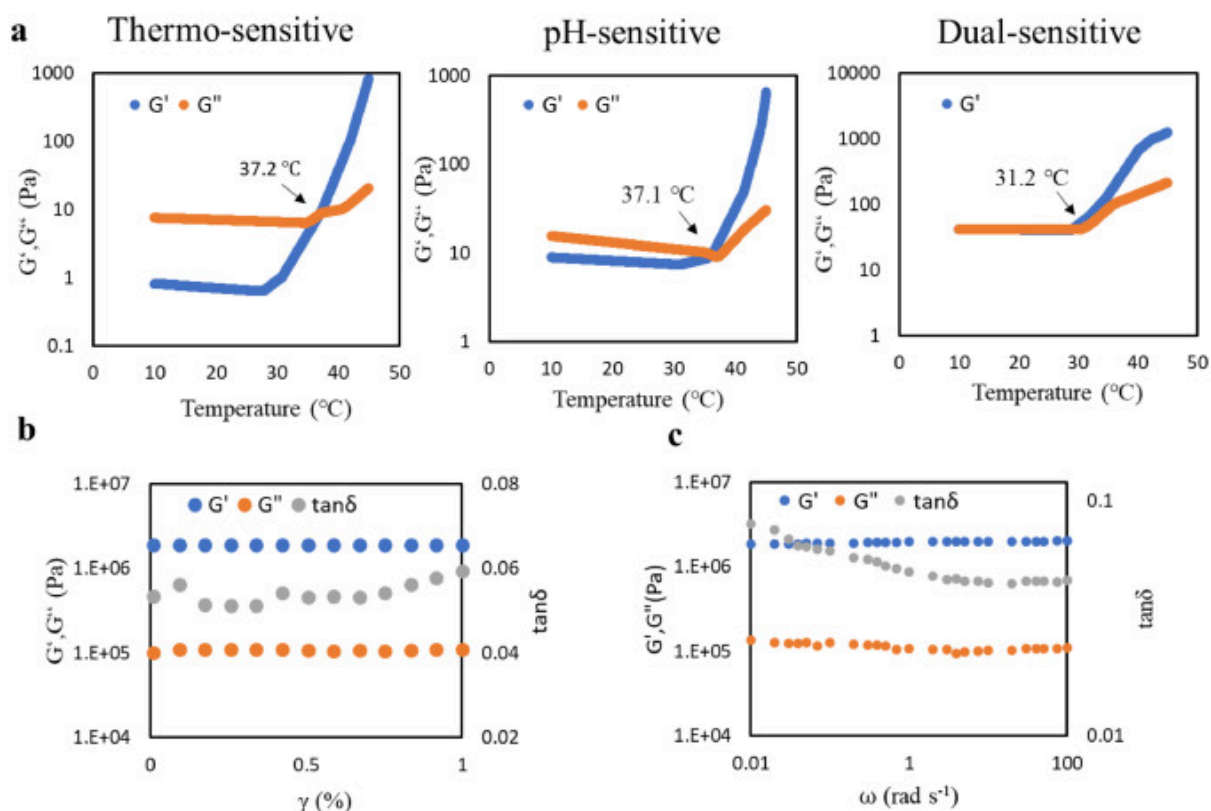 a
Thermo-sensitive
pH-sensitive
Dual-sensitive
1000
100
10
1
0.1
G',G‘‘ (Pa)
G' G"
37.2 ℃
0 10 20 30 40 50
Temperature (℃)
1000
100
10
1
G',G‘‘ (Pa)
G' G"
37.1 ℃
0 10 20 30 40 50
Temperature (℃)
10000
1000
100
10
1
G',G‘‘ (Pa)
G'
31.2 ℃
0 10 20 30 40 50
Temperature (℃)
b
1.E+07
1.E+06
1.E+05
1.E+04
G‘,G‘‘ (Pa)
G' G" tanδ
0.08
0.06
0.04
0.02
tanδ
0 0.5 1
γ (%)
c
1.E+07
1.E+06
1.E+05
1.E+04
G',G"(Pa)
G' G" tanδ
0.1
0.01
tanδ
0.01 1 100
ω (rad s⁻¹)